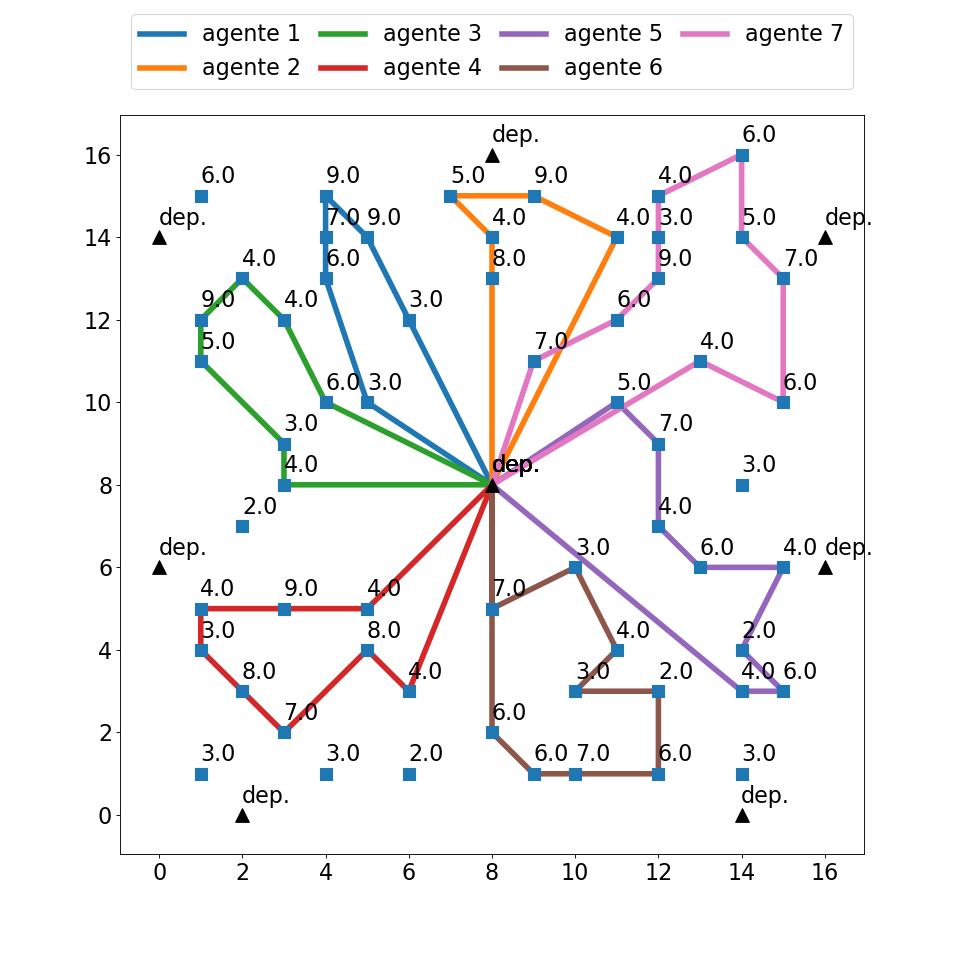 agente 1 agente 3 agente 5 agente 7
agente 2 agente 4 agente 6
dep. 6.0
16
6.0 9.0 5.0 9.0 4.0
14 dep. 7.0 9.0 4.0 4.0 3.0 5.0 dep.
4.0 6.0 8.0 9.0 7.0
12 9.0 4.0 3.0 6.0
5.0 7.0 4.0
10 6.0 3.0 5.0 6.0
3.0 7.0
8 4.0 dep. dep. 3.0
2.0 4.0
6 dep. 3.0 6.0 4.0 dep.
4.0 9.0 4.0 7.0
4 3.0 8.0 4.0 2.0
8.0 4.0 3.0 2.0 4.0 6.0
2 7.0 6.0
3.0 3.0 2.0 6.0 7.0 6.0 3.0
0 dep. dep.
0 2 4 6 8 10 12 14 16